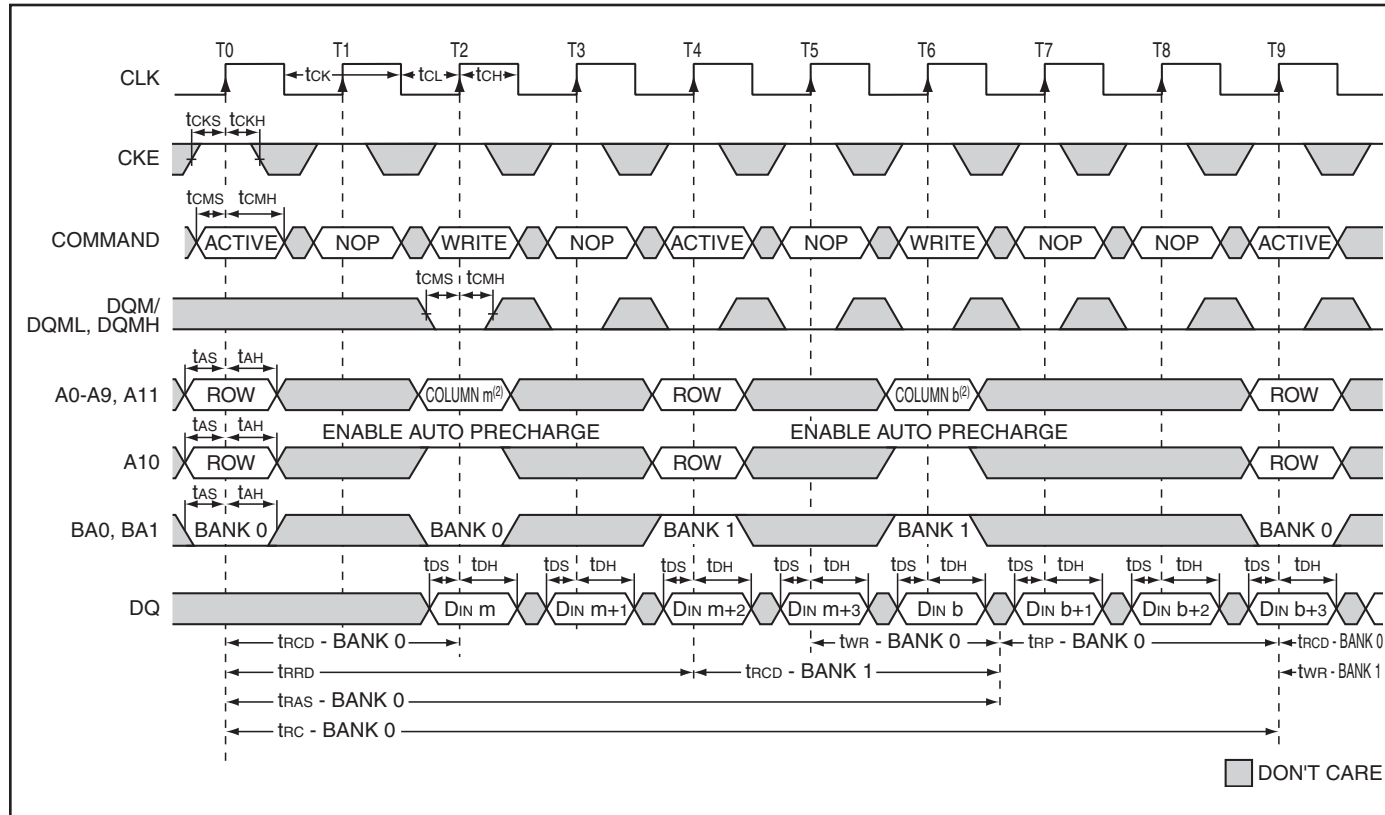 T0 T1 T2 T3 T4 T5 T6 T7 T8 T9
CLK tCK tCL tCH
tCKS tCKH
CKE
tCMS tCMH
COMMAND ACTIVE NOP WRITE NOP ACTIVE NOP WRITE NOP NOP ACTIVE
tCMS tCMH
DQM/
DQML, DQMH
tAS tAH
A0-A9, A11 ROW COLUMN m(2) ROW COLUMN b(2) ROW
tAS tAH ENABLE AUTO PRECHARGE ENABLE AUTO PRECHARGE
A10 ROW ROW ROW
tAS tAH
BA0, BA1 BANK 0 BANK 0 BANK 1 BANK 1 BANK 0
tDS tDH tDS tDH tDS tDH tDS tDH tDS tDH tDS tDH tDS tDH tDS tDH
DQ DIN m DIN m+1 DIN m+2 DIN m+3 DIN b DIN b+1 DIN b+2 DIN b+3
tRCD - BANK 0 tWR - BANK 0 tRP - BANK 0 tRCD - BANK 0
tRRD tRCD - BANK 1 tWR - BANK 1
tRAS - BANK 0
tRC - BANK 0
DON'T CARE